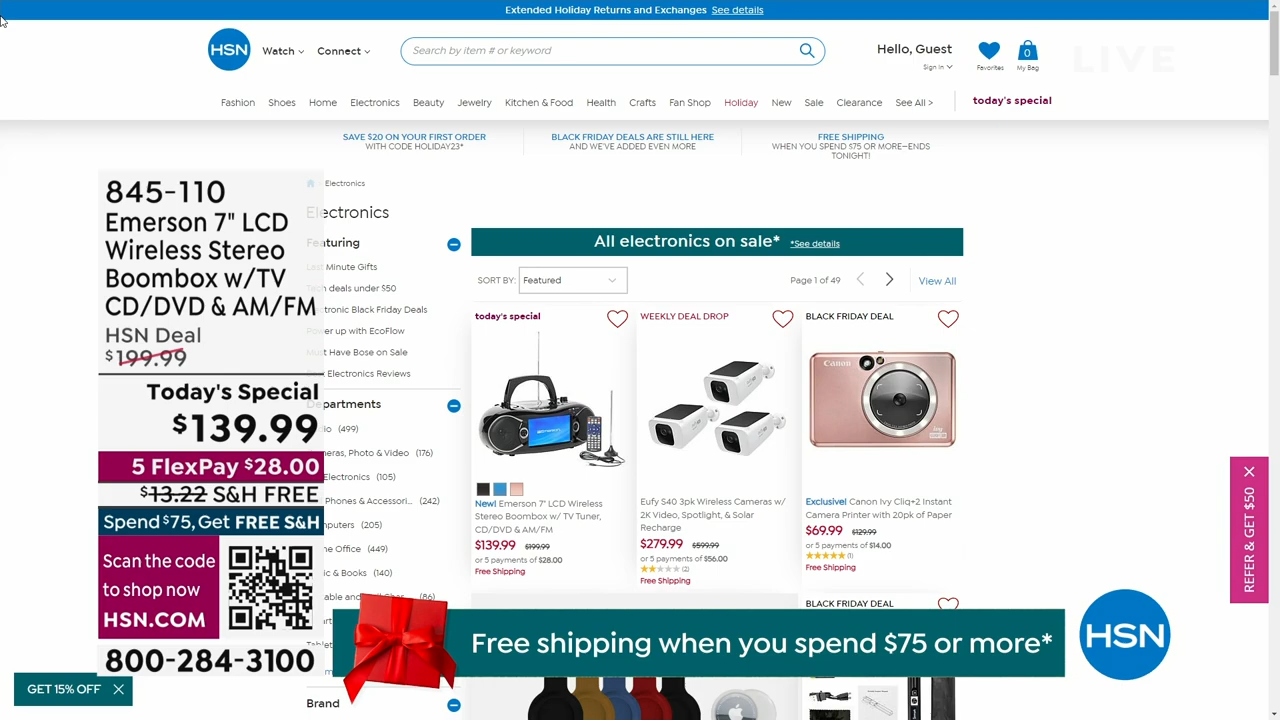 Extended Holiday Returns and Exchanges See details
HSN
Watch
Connect
Search by item # or keyword
Hello, Guest
Sign In
Favorites
0
My Bag
LIVE
Fashion Shoes Home Electronics Beauty Jewelry Kitchen & Food Health Crafts Fan Shop Holiday New Sale Clearance See All >
today's special
SAVE $20 ON YOUR FIRST ORDER
WITH CODE HOLIDAY23*
BLACK FRIDAY DEALS ARE STILL HERE
AND WE'VE ADDED EVEN MORE
FREE SHIPPING
WHEN YOU SPEND $75 OR MORE—ENDS
TONIGHT!
845-110
Emerson 7" LCD
Wireless Stereo
Boombox w/TV
CD/DVD & AM/FM
HSN Deal
$199.99
Today's Special
$139.99
5 FlexPay $28.00
$13.22 S&H FREE
Spend $75, Get FREE S&H
Scan the code
to shop now
HSN.COM
800-284-3100
GET 15% OFF
Electronics
Electronics
Featuring
Last Minute Gifts
Tech deals under $50
Electronic Black Friday Deals
Power up with EcoFlow
Must Have Bose on Sale
Electronics Reviews
Departments
(499)
Cameras, Photo & Video (176)
Electronics (105)
Phones & Accessori... (242)
(205)
Office (449)
& Books (140)
(86)
Brand
All electronics on sale* *See details
SORT BY: Featured
Page 1 of 49
View All
today's special
New! Emerson 7" LCD Wireless
Stereo Boombox w/ TV Tuner,
CD/DVD & AM/FM
$139.99 $199.99
or 5 payments of $28.00
Free Shipping
WEEKLY DEAL DROP
Eufy S40 3pk Wireless Cameras w/
2K Video, Spotlight, & Solar
Recharge
$279.99 $599.99
or 5 payments of $56.00
(2)
Free Shipping
BLACK FRIDAY DEAL
Canon
Exclusive! Canon Ivy Cliq+2 Instant
Camera Printer with 20pk of Paper
$69.99 $129.99
or 5 payments of $14.00
(1)
Free Shipping
BLACK FRIDAY DEAL
REFER & GET $50
Free shipping when you spend $75 or more*
HSN